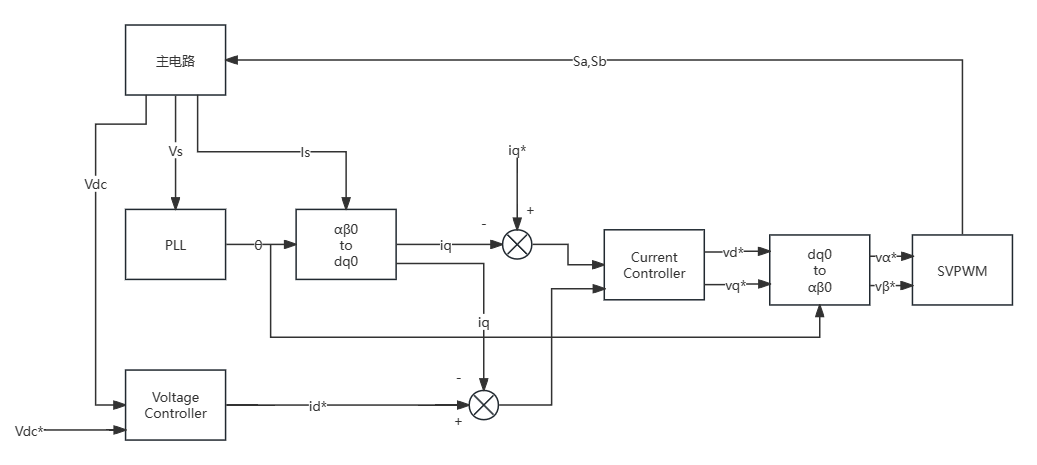 主电路
Sa,Sb
Vs
Is
iq*
Vdc
+
-
PLL
θ
αβ0
to
dq0
iq
Current
Controller
vd*
vq*
dq0
to
αβ0
vα*
vβ*
SVPWM
iq
-
Voltage
Controller
id*
+
Vdc*